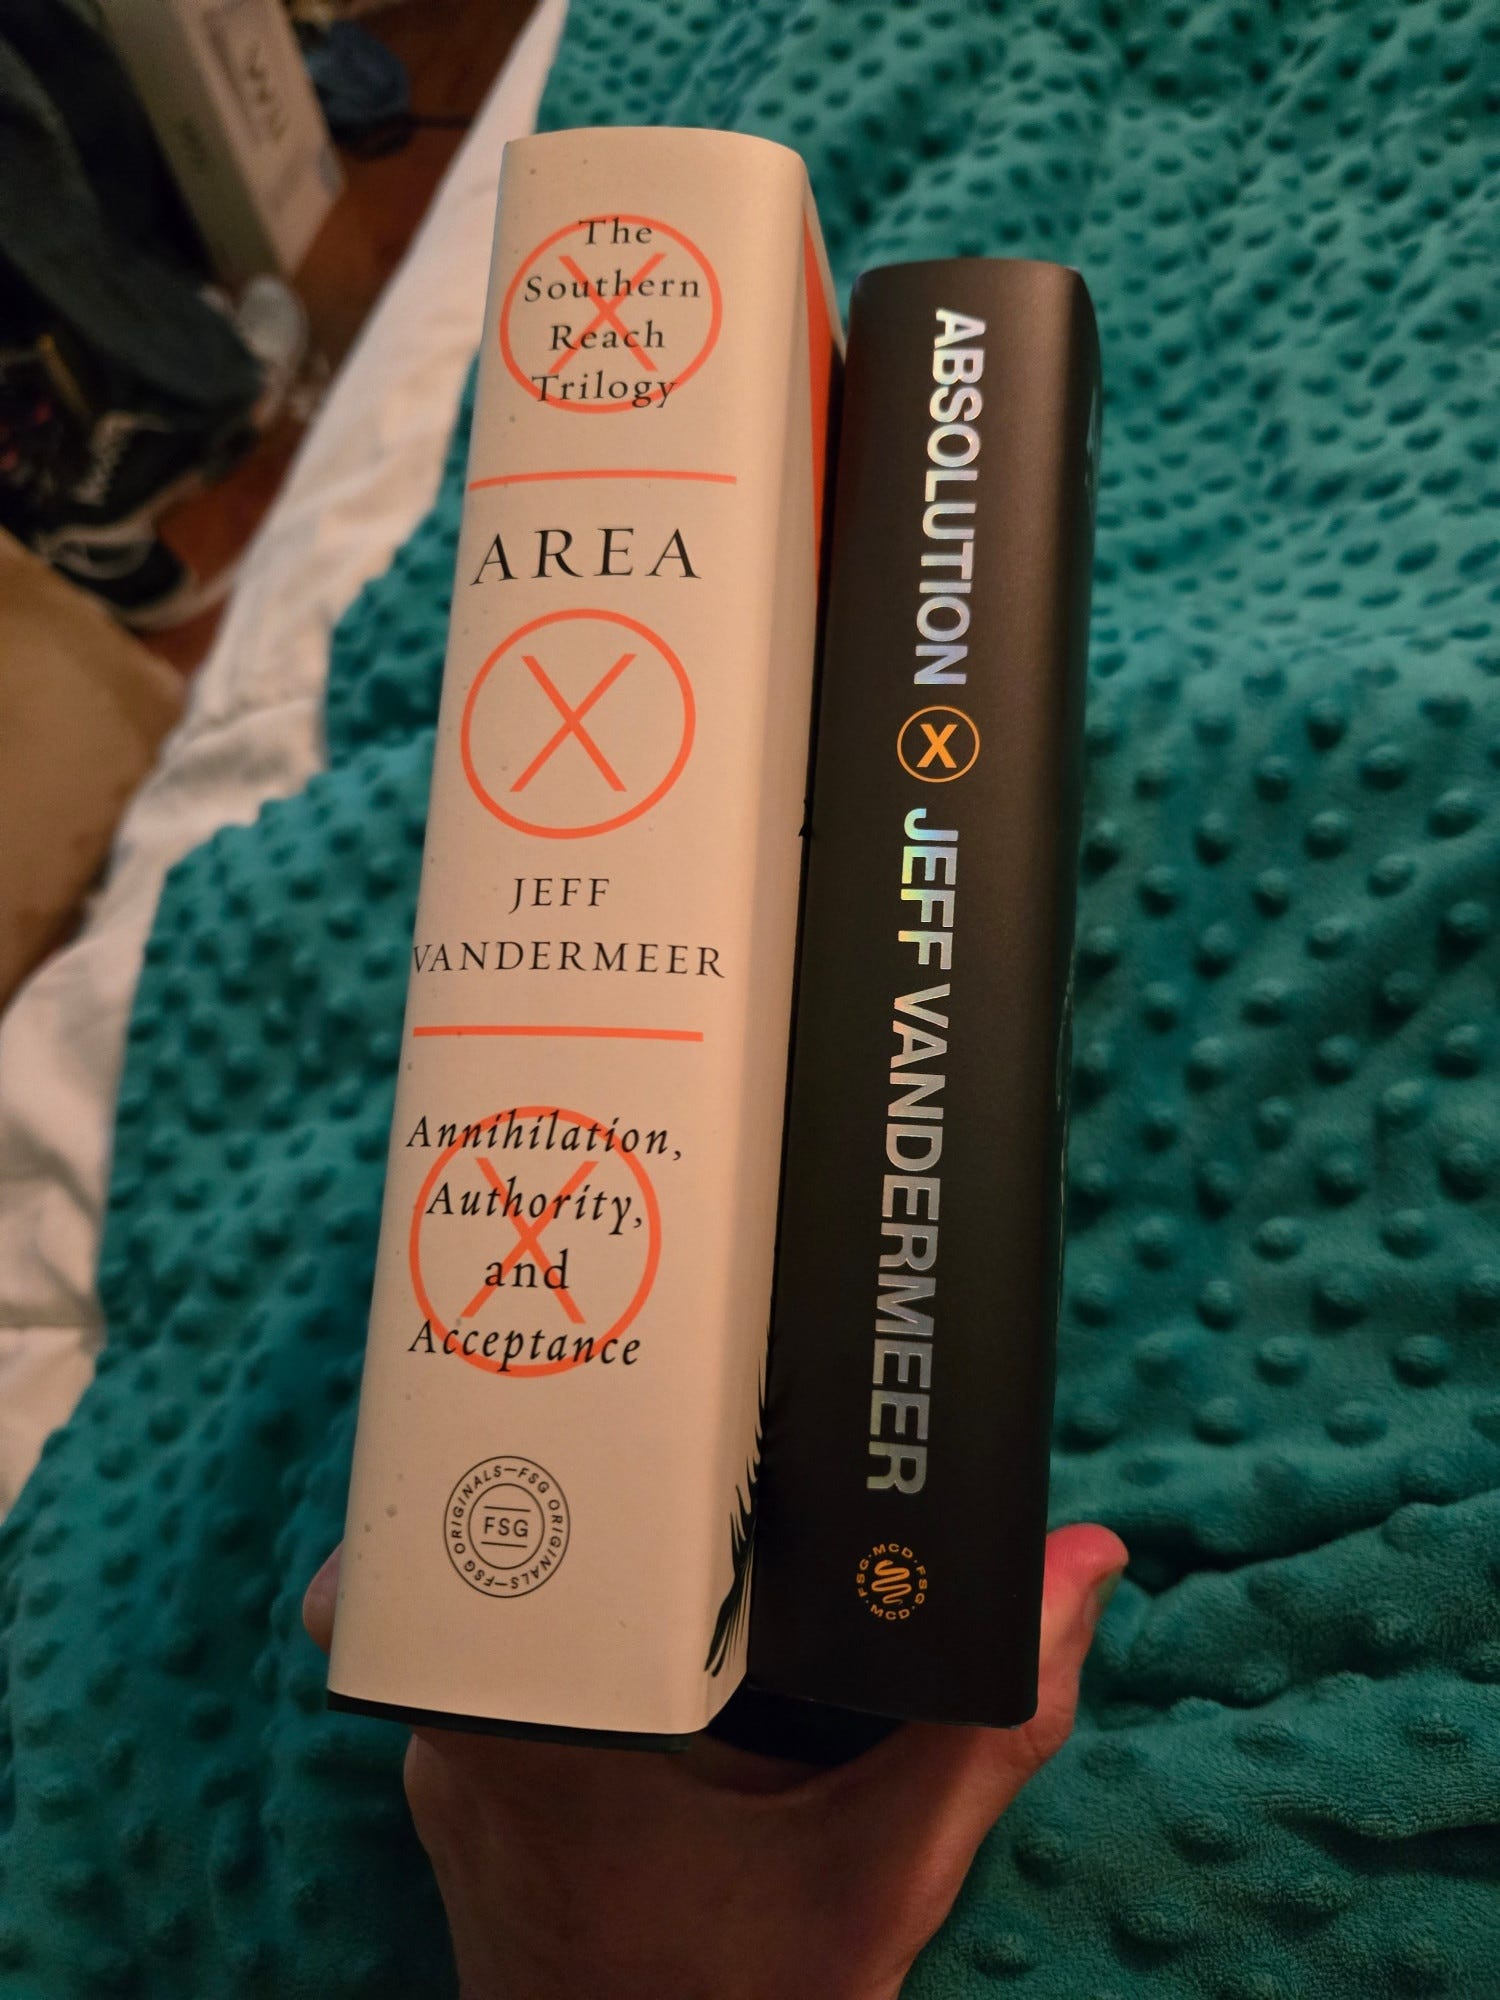 The
Southern
Reach
Trilogy
AREA
X
JEFF
VANDERMEER
Annihilation,
Authority,
and
Acceptance
FSG ORIGINALS—FSG ORIGINALS—
FSG
ABSOLUTION X JEFF VANDERMEER
FSG·MCD·FSG·MCD·